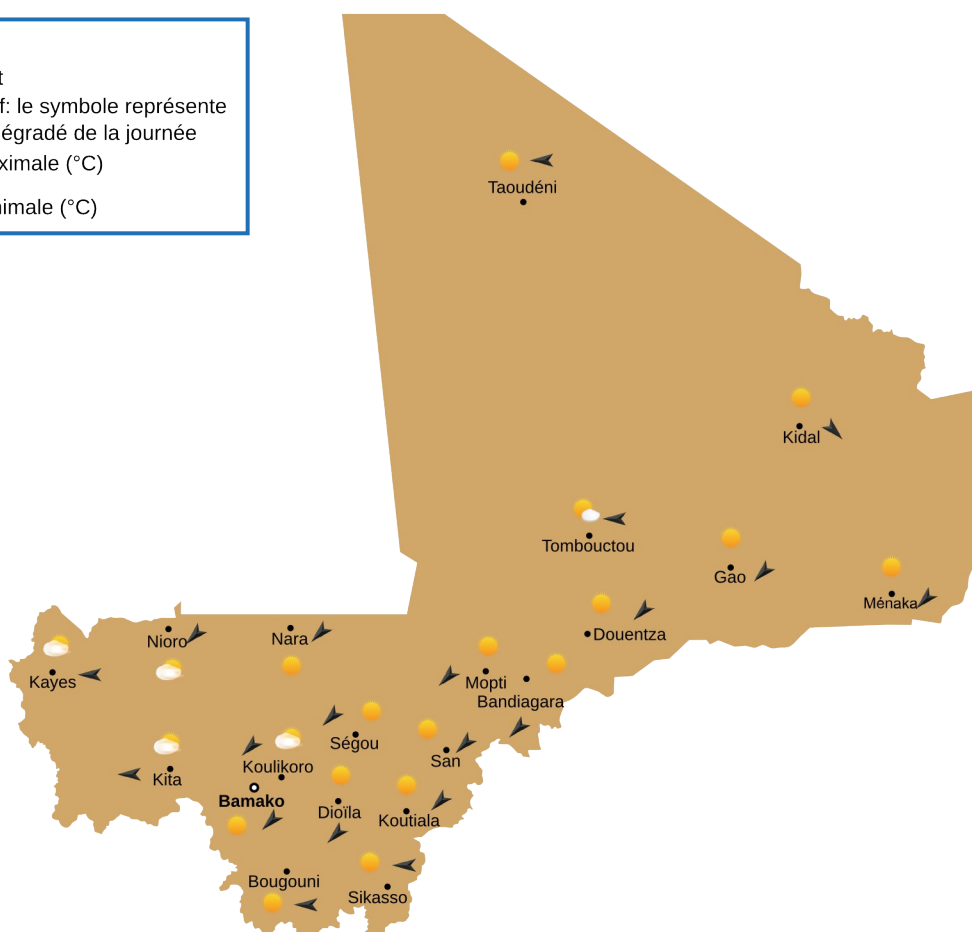 t
f: le symbole représente
égradé de la journée
ximale (°C)
nimale (°C)
Taoudéni
Kidal
Tombouctou
Gao
Ménaka
Douentza
Nioro
Nara
Kayes
Mopti
Bandiagara
Ségou
San
Koulikoro
Kita
Bamako
Dioïla
Koutiala
Bougouni
Sikasso